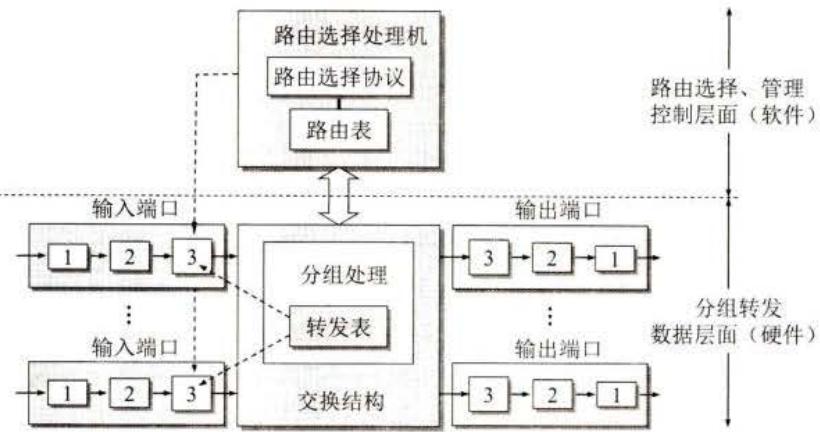 路由选择处理机
路由选择协议
路由表
路由选择、管理
控制层面（软件）
输入端口
输出端口
1 2 3
3 2 1
分组处理
转发表
交换结构
⋮
⋮
分组转发
数据层面（硬件）
输入端口
输出端口
1 2 3
3 2 1